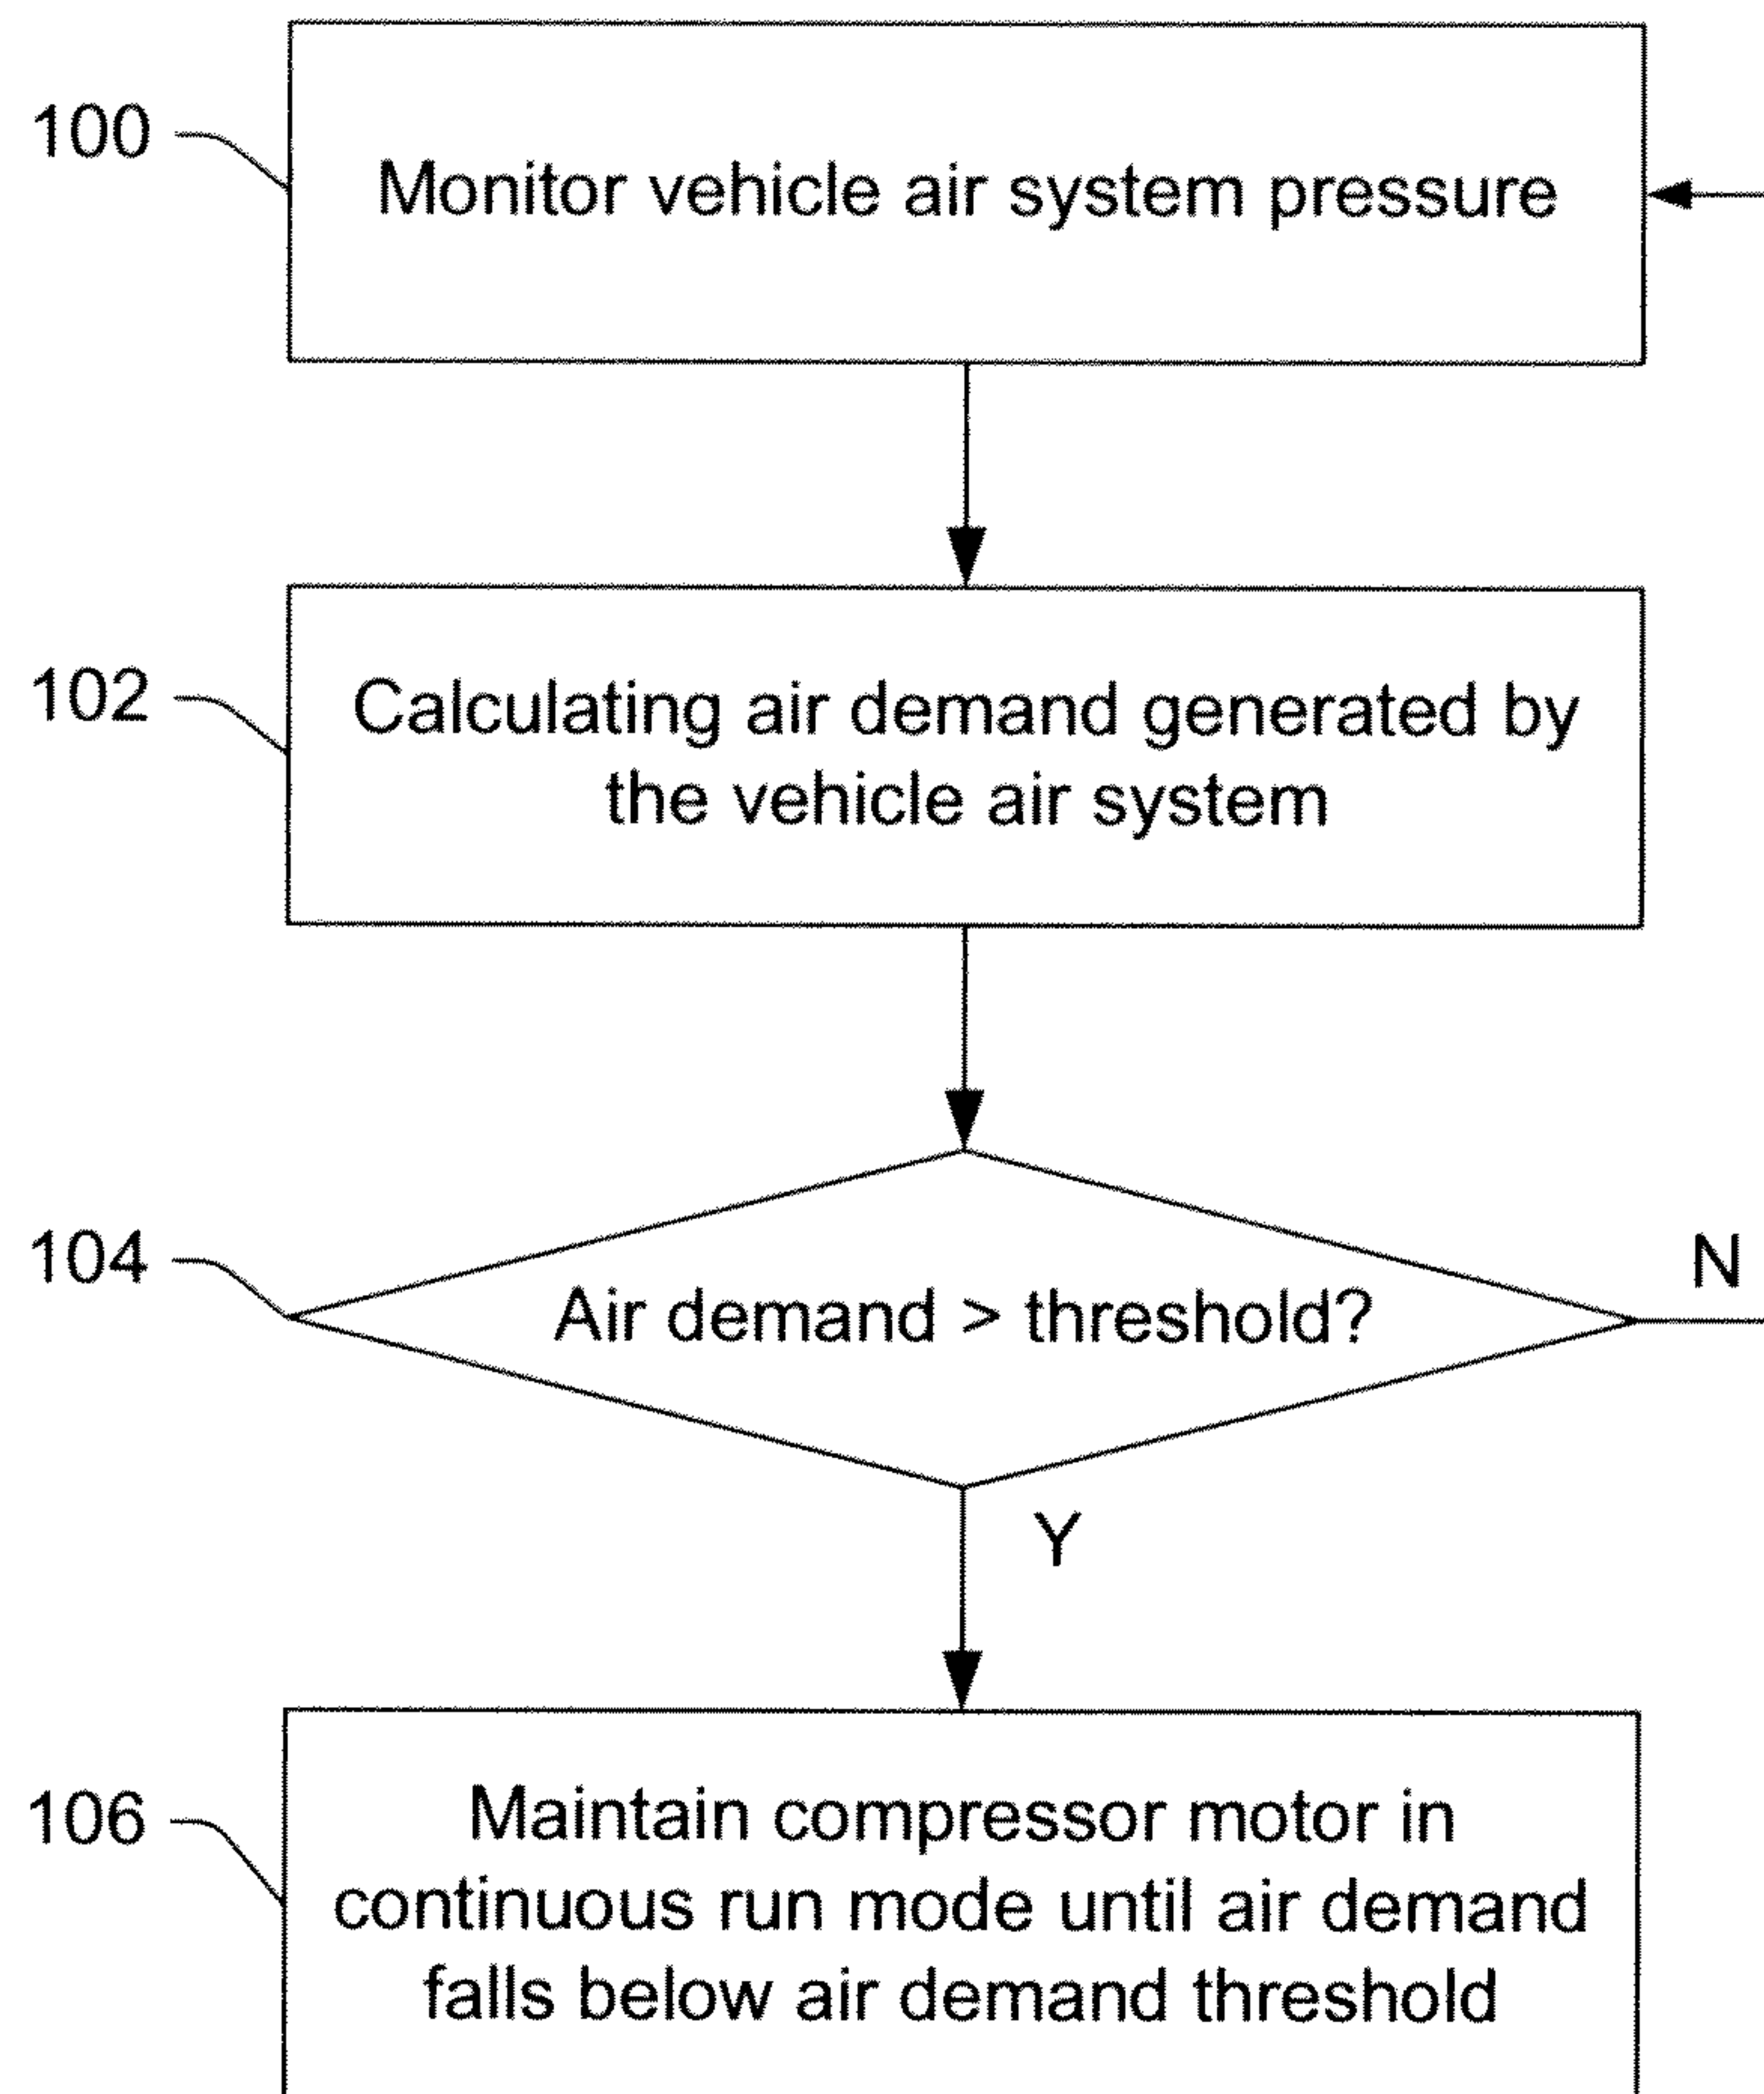 100
Monitor vehicle air system pressure
102
Calculating air demand generated by
the vehicle air system
104
Air demand > threshold?
N
Y
106
Maintain compressor motor in
continuous run mode until air demand
falls below air demand threshold